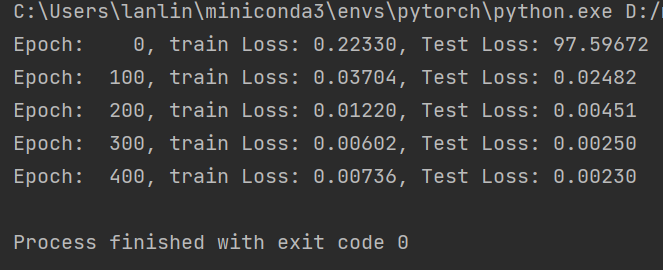 C:\Users\lanlin\miniconda3\envs\pytorch\python.exe D:/
Epoch:    0, train Loss: 0.22330, Test Loss: 97.59672
Epoch:  100, train Loss: 0.03704, Test Loss: 0.02482
Epoch:  200, train Loss: 0.01220, Test Loss: 0.00451
Epoch:  300, train Loss: 0.00602, Test Loss: 0.00250
Epoch:  400, train Loss: 0.00736, Test Loss: 0.00230
Process finished with exit code 0